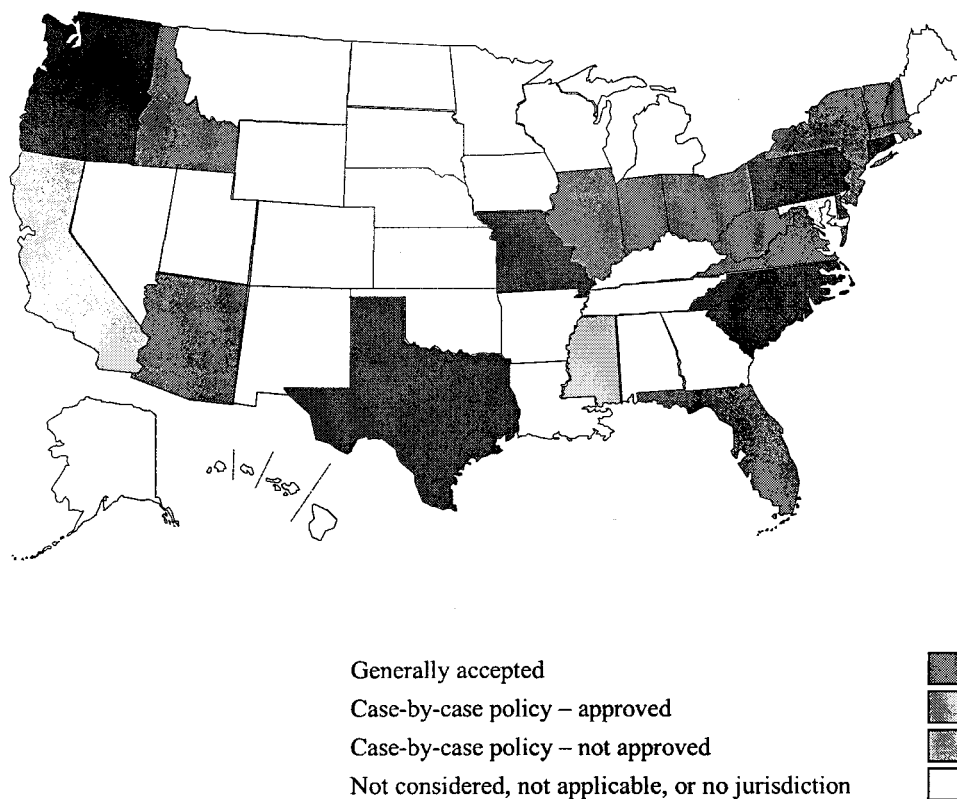 Generally accepted
Case-by-case policy – approved
Case-by-case policy – not approved
Not considered, not applicable, or no jurisdiction